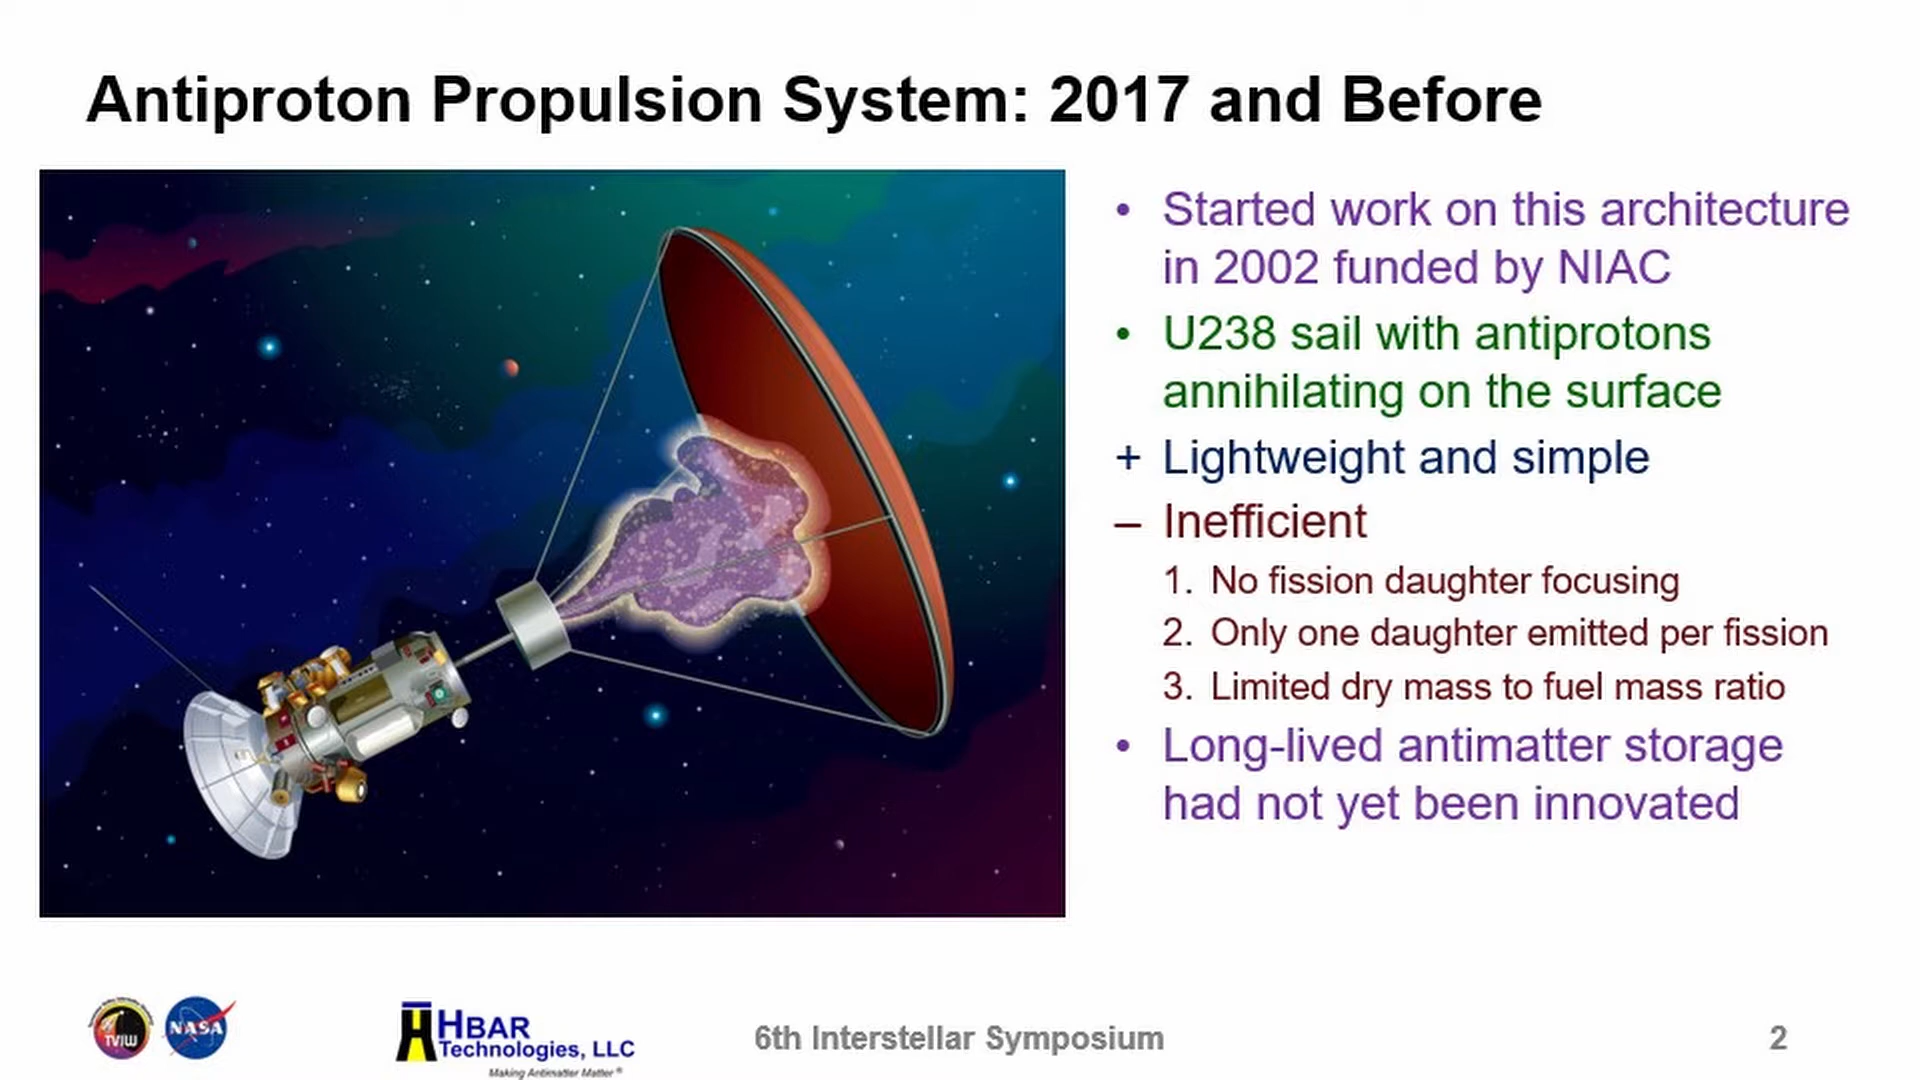 Antiproton Propulsion System: 2017 and Before
• Started work on this architecture
in 2002 funded by NIAC
• U238 sail with antiprotons
annihilating on the surface
+ Lightweight and simple
– Inefficient
1. No fission daughter focusing
2. Only one daughter emitted per fission
3. Limited dry mass to fuel mass ratio
• Long-lived antimatter storage
had not yet been innovated
TVIW
NASA
HBAR
Technologies, LLC
Making Antimatter Matter ®
6th Interstellar Symposium
2